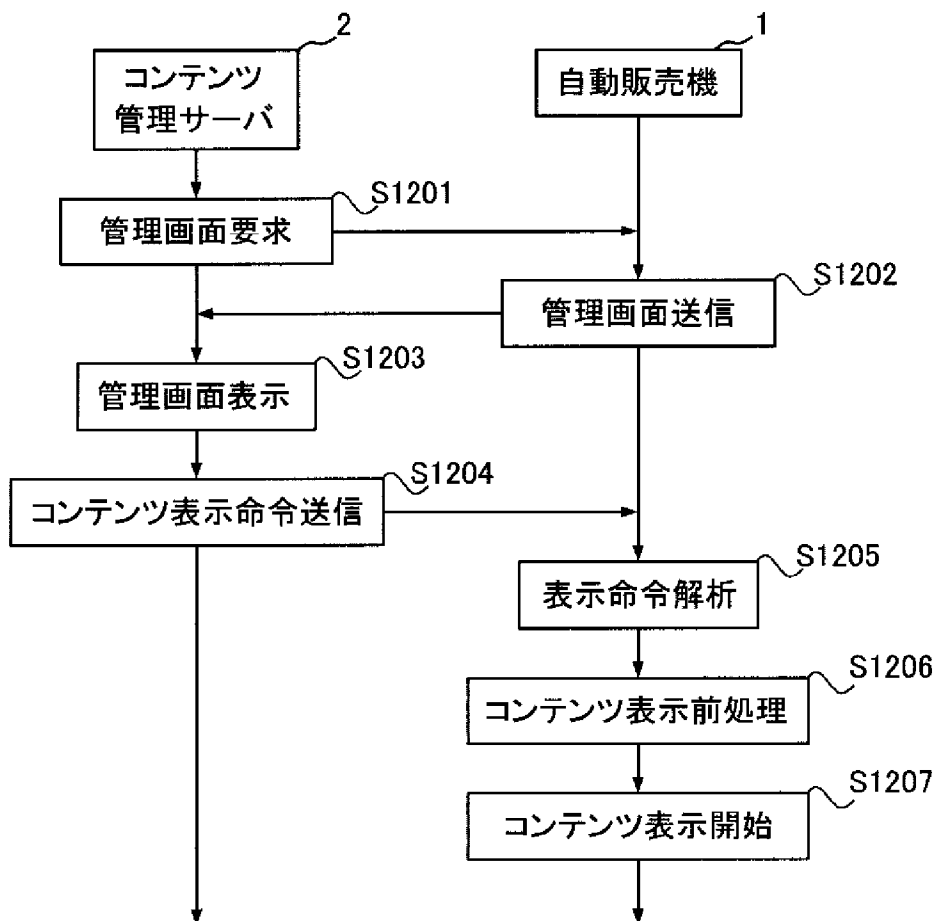 2
コンテンツ
管理サーバ
1
自動販売機
S1201
管理画面要求
S1202
管理画面送信
S1203
管理画面表示
S1204
コンテンツ表示命令送信
S1205
表示命令解析
S1206
コンテンツ表示前処理
S1207
コンテンツ表示開始